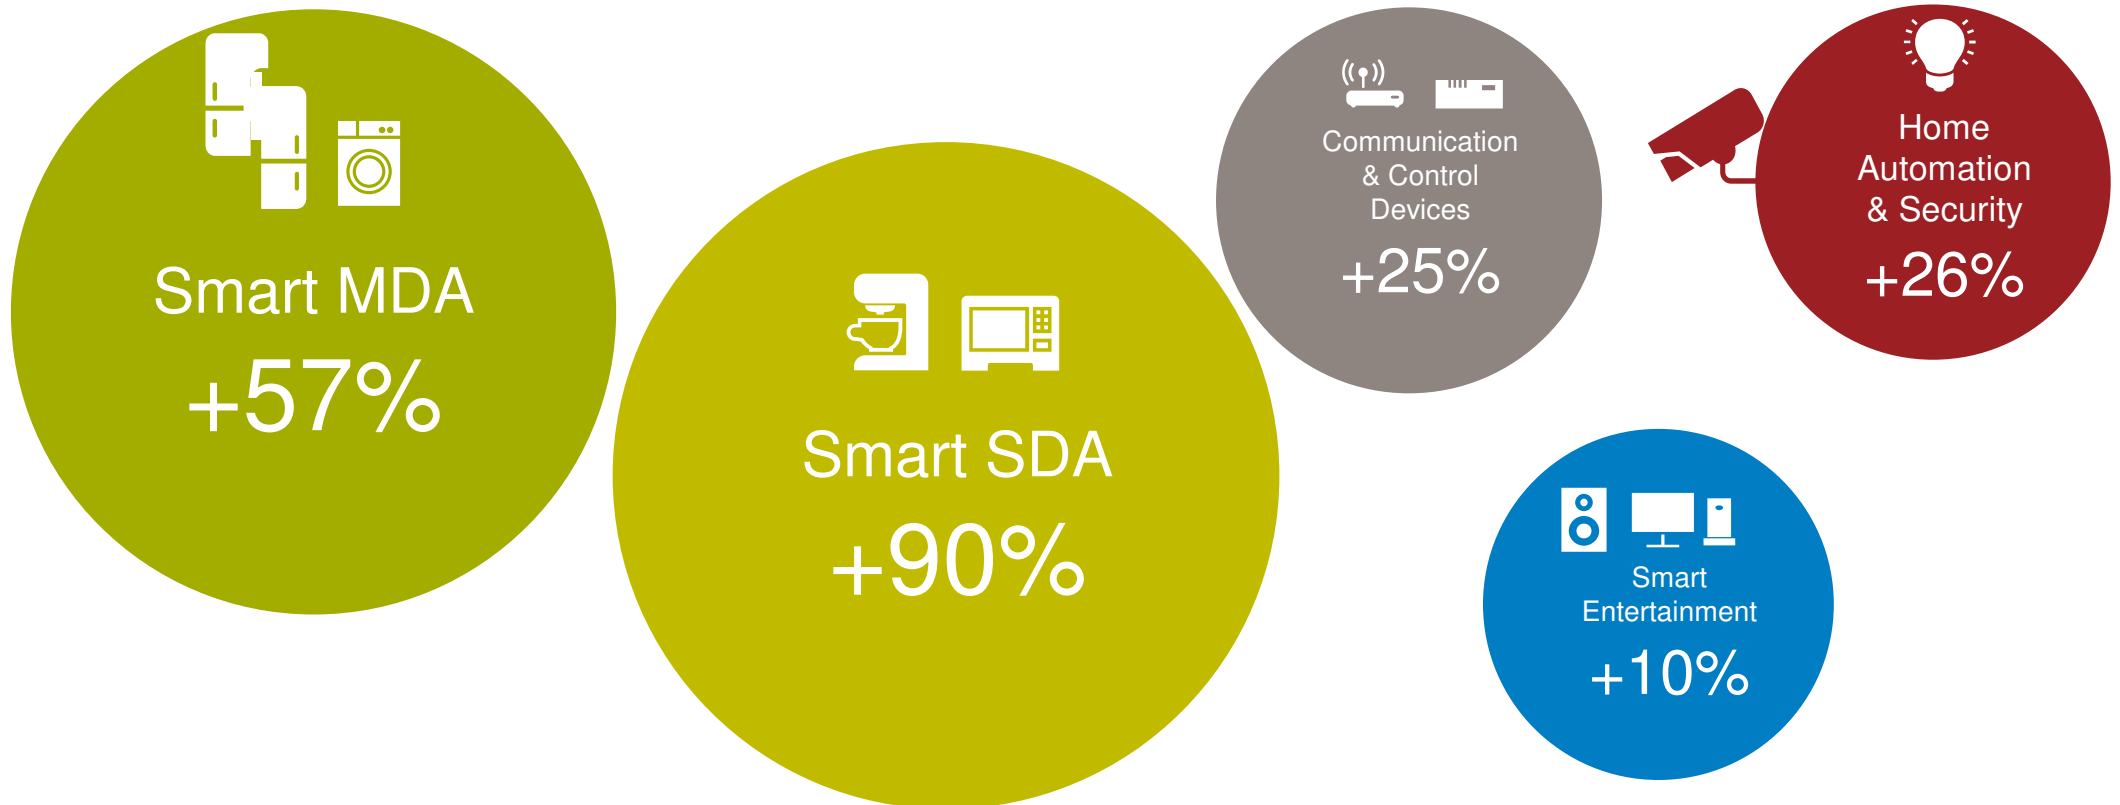 Smart MDA
+57%
Smart SDA
+90%
Communication
& Control
Devices
+25%
Home
Automation
& Security
+26%
Smart
Entertainment
+10%